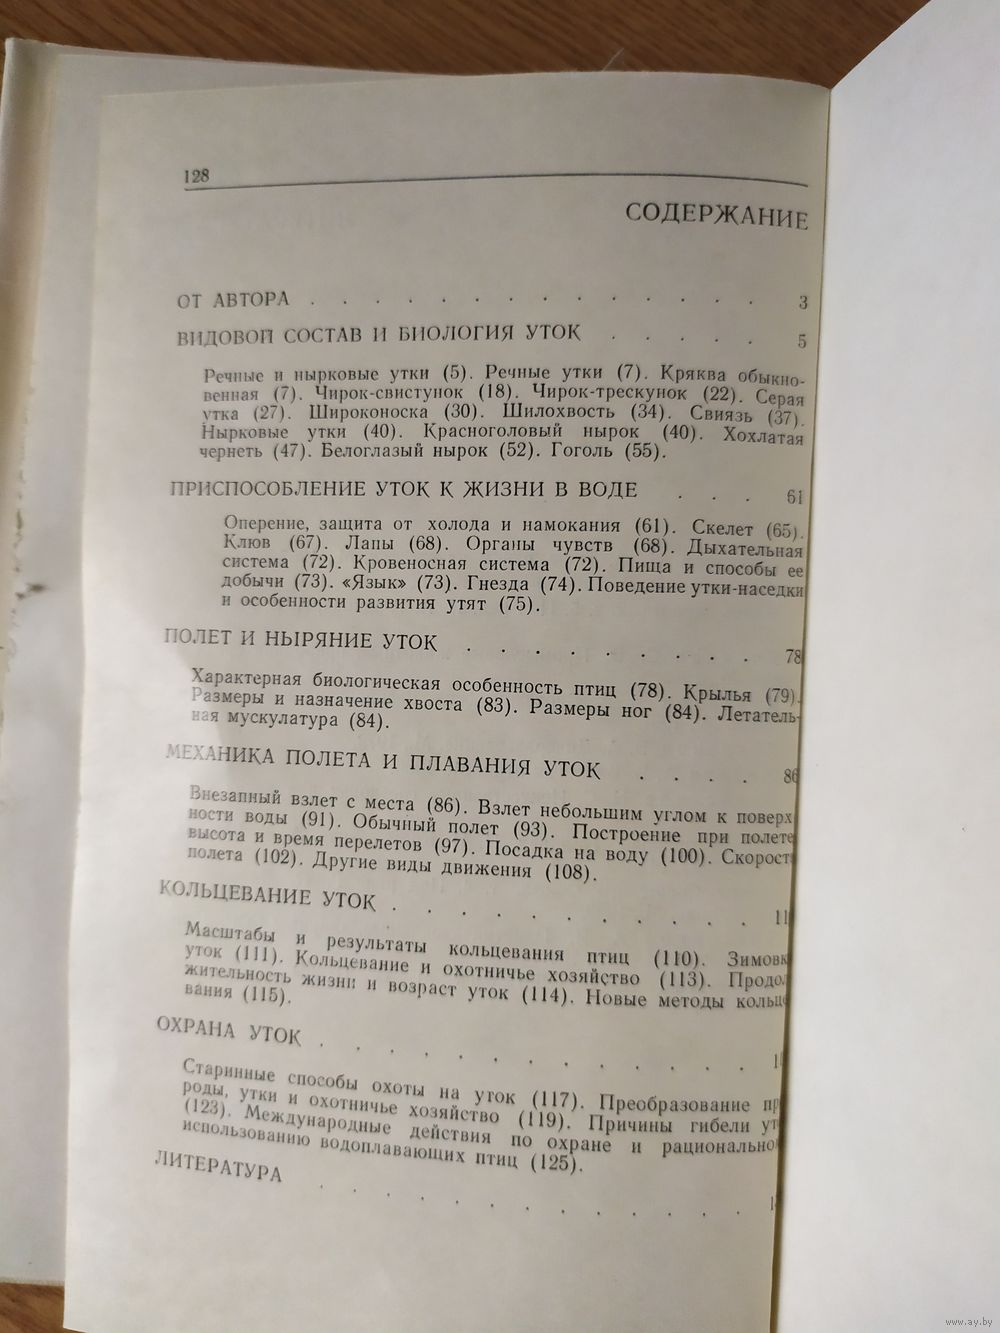 128
СОДЕРЖАНИЕ
ОТ АВТОРА . . . . . . . . . . . . . . 3
ВИДОВОЙ СОСТАВ И БИОЛОГИЯ УТОК . . . . . 5
Речные и нырковые утки (5). Речные утки (7). Кряква обыкно-
венная (7). Чирок-свистунок (18). Чирок-трескунок (22). Серая
утка (27). Широконоска (30). Шилохвость (34). Свиязь (37).
Нырковые утки (40). Красноголовый нырок (40). Хохлатая
чернеть (47). Белоглазый нырок (52). Гоголь (55).
ПРИСПОСОБЛЕНИЕ УТОК К ЖИЗНИ В ВОДЕ . . . 61
Оперение, защита от холода и намокания (61). Скелет (65).
Клюв (67). Лапы (68). Органы чувств (68). Дыхательная
система (72). Кровеносная система (72). Пища и способы ее
добычи (73). «Язык» (73). Гнезда (74). Поведение утки-наседки
и особенности развития утят (75).
ПОЛЕТ И НЫРЯНИЕ УТОК . . . . . . . . . 78
Характерная биологическая особенность птиц (78). Крылья (79).
Размеры и назначение хвоста (83). Размеры ног (84). Летатель-
ная мускулатура (84).
МЕХАНИКА ПОЛЕТА И ПЛАВАНИЯ УТОК . . . . 86
Внезапный взлет с места (86). Взлет небольшим углом к поверх
ности воды (91). Обычный полет (93). Построение при полете
высота и время перелетов (97). Посадка на воду (100). Скорост
полета (102). Другие виды движения (108).
КОЛЬЦЕВАНИЕ УТОК . . . . . . . . . . . 11
Масштабы и результаты кольцевания птиц (110). Зимовк
уток (111). Кольцевание и охотничье хозяйство (113). Продол
жительность жизни и возраст уток (114). Новые методы кольце
вания (115).
ОХРАНА УТОК . . . . . . . . . . . . . 1
Старинные способы охоты на уток (117). Преобразование пр
роды, утки и охотничье хозяйство (119). Причины гибели ут
(123). Международные действия по охране и рационально
использованию водоплавающих птиц (125).
ЛИТЕРАТУРА . . . . . . . . . . . . . 1
www.ay.by